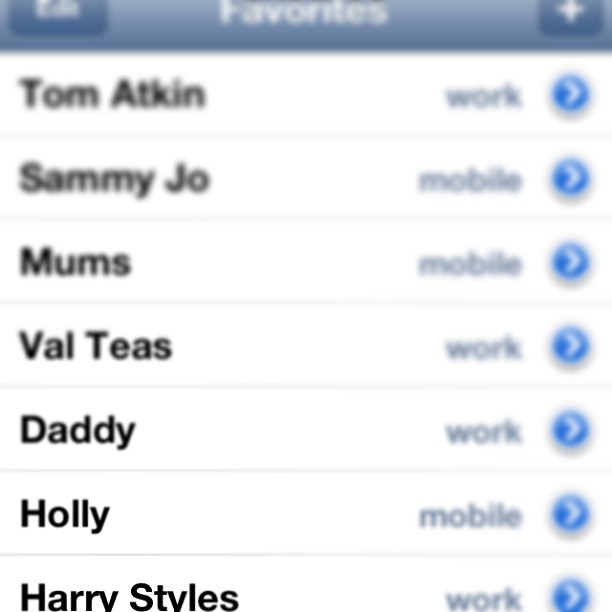 Edit Favorites +
Tom Atkin work
Sammy Jo mobile
Mums mobile
Val Teas work
Daddy work
Holly mobile
Harry Styles work